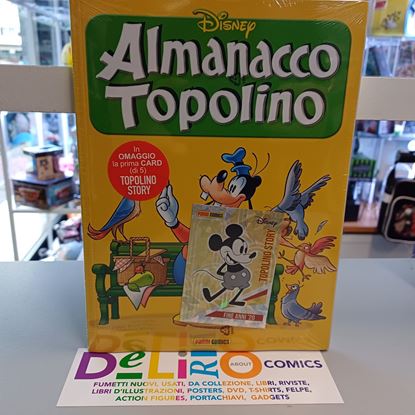 Disney
Almanacco
Topolino
In
OMAGGIO
la prima CARD
(di 5)
TOPOLINO
STORY
PANINI COMICS
Disney
TOPOLINO STORY
FINE ANNI '20
PANINI COMICS
DeLiRiO ABOUT COMICS
FUMETTI NUOVI, USATI, DA COLLEZIONE, LIBRI, RIVISTE,
LIBRI D'ILLUSTRAZIONI, POSTERS, DVD, T-SHIRTS, FELPE,
ACTION FIGURES, PORTACHIAVI, GADGETS